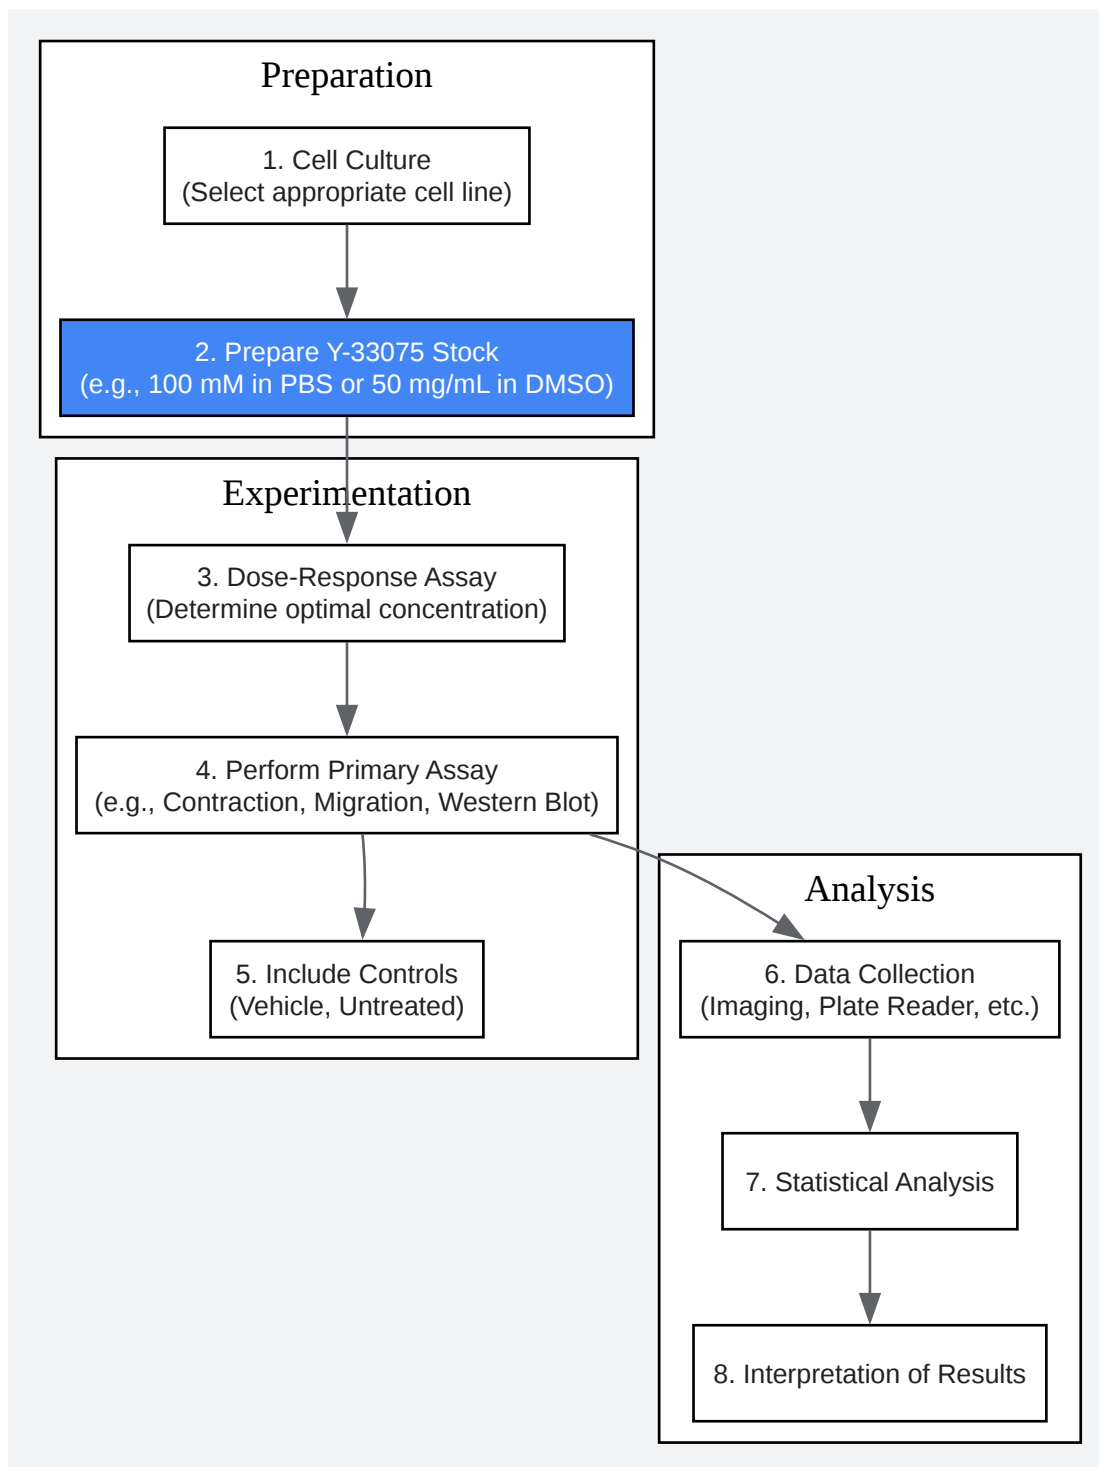 Preparation
1. Cell Culture
(Select appropriate cell line)
2. Prepare Y-33075 Stock
(e.g., 100 mM in PBS or 50 mg/mL in DMSO)
Experimentation
3. Dose-Response Assay
(Determine optimal concentration)
4. Perform Primary Assay
(e.g., Contraction, Migration, Western Blot)
5. Include Controls
(Vehicle, Untreated)
Analysis
6. Data Collection
(Imaging, Plate Reader, etc.)
7. Statistical Analysis
8. Interpretation of Results